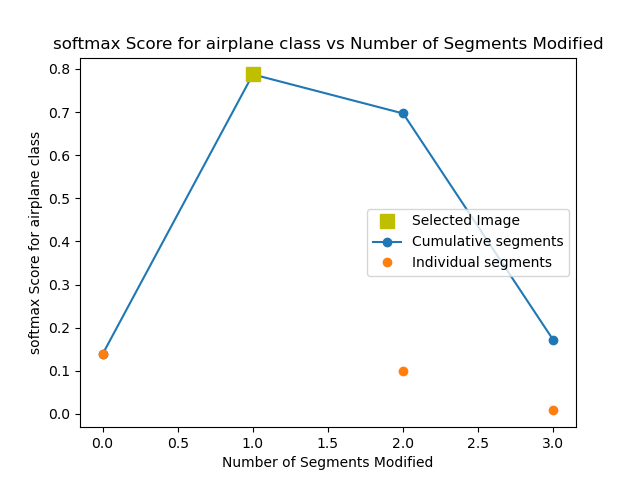 softmax Score for airplane class vs Number of Segments Modified
softmax Score for airplane class
0.8
0.7
0.6
0.5
0.4
0.3
0.2
0.1
0.0
Selected Image
Cumulative segments
Individual segments
0.0 0.5 1.0 1.5 2.0 2.5 3.0
Number of Segments Modified